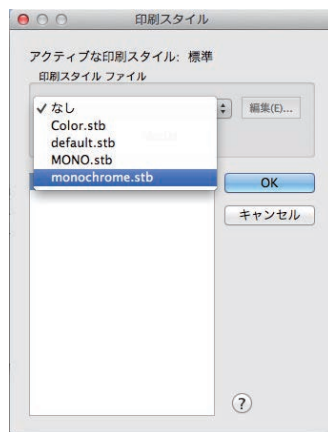 印刷スタイル
アクティブな印刷スタイル: 標準
印刷スタイル ファイル
✓ なし
編集(E)...
Color.stb
default.stb
MONO.stb
monochrome.stb
OK
キャンセル
?